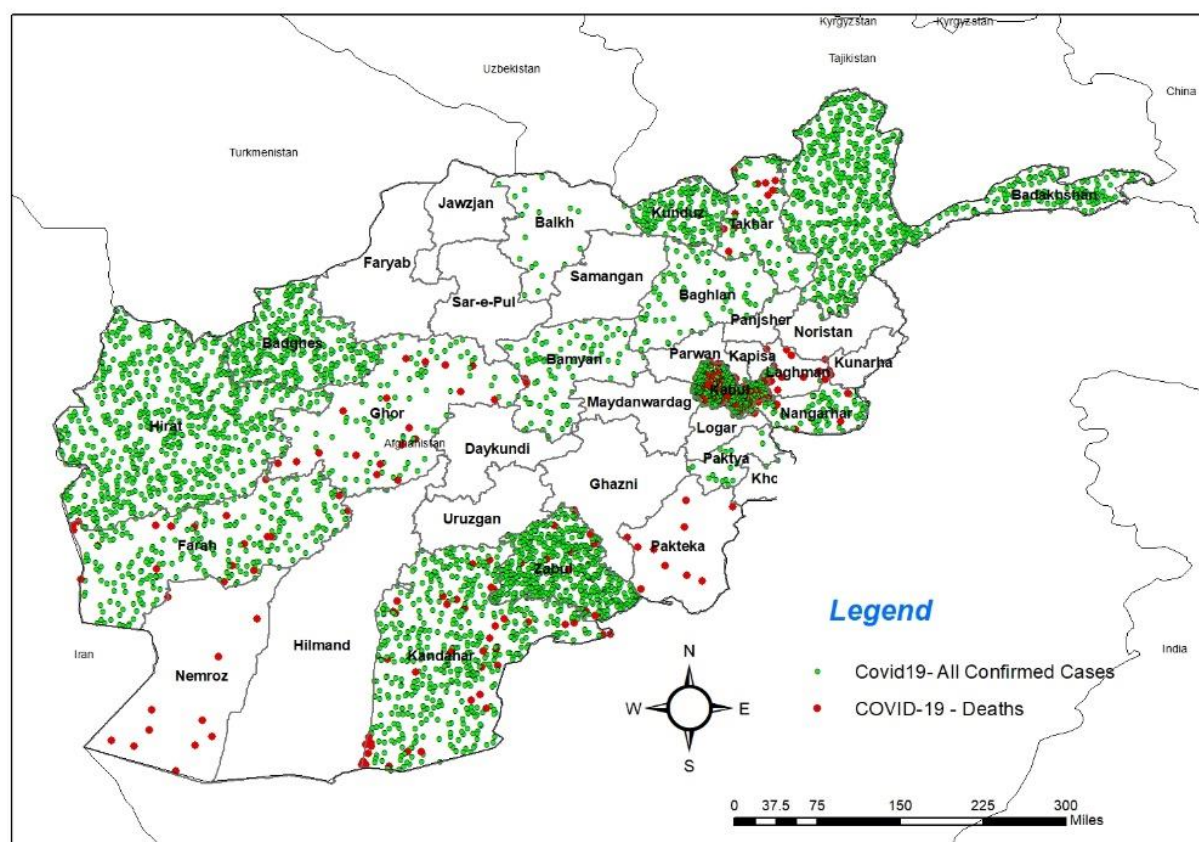 Kyrgyzstan
Kyrgyzstan
Tajikistan
Uzbekistan
China
Turkmenistan
Badakhshan
Jawzjan
Kunduz
Balkh
Takhar
Faryab
Samangan
Sar-e-Pul
Baghlan
Panjsher
Noristan
Badghes
Parwan
Kapisa
Kunarha
Bamyan
Laghman
Kabul
Maydanwardag
Nangarhar
Ghor
Hirat
Logar
Afghanistan
Daykundi
Paktya
Ghazni
Kho
Uruzgan
Farah
Pakteka
Zabul
Legend
Hilmand
Iran
Kandahar
India
Nemroz
N
W
E
S
Covid19- All Confirmed Cases
COVID-19 - Deaths
0 37.5 75 150 225 300
Miles